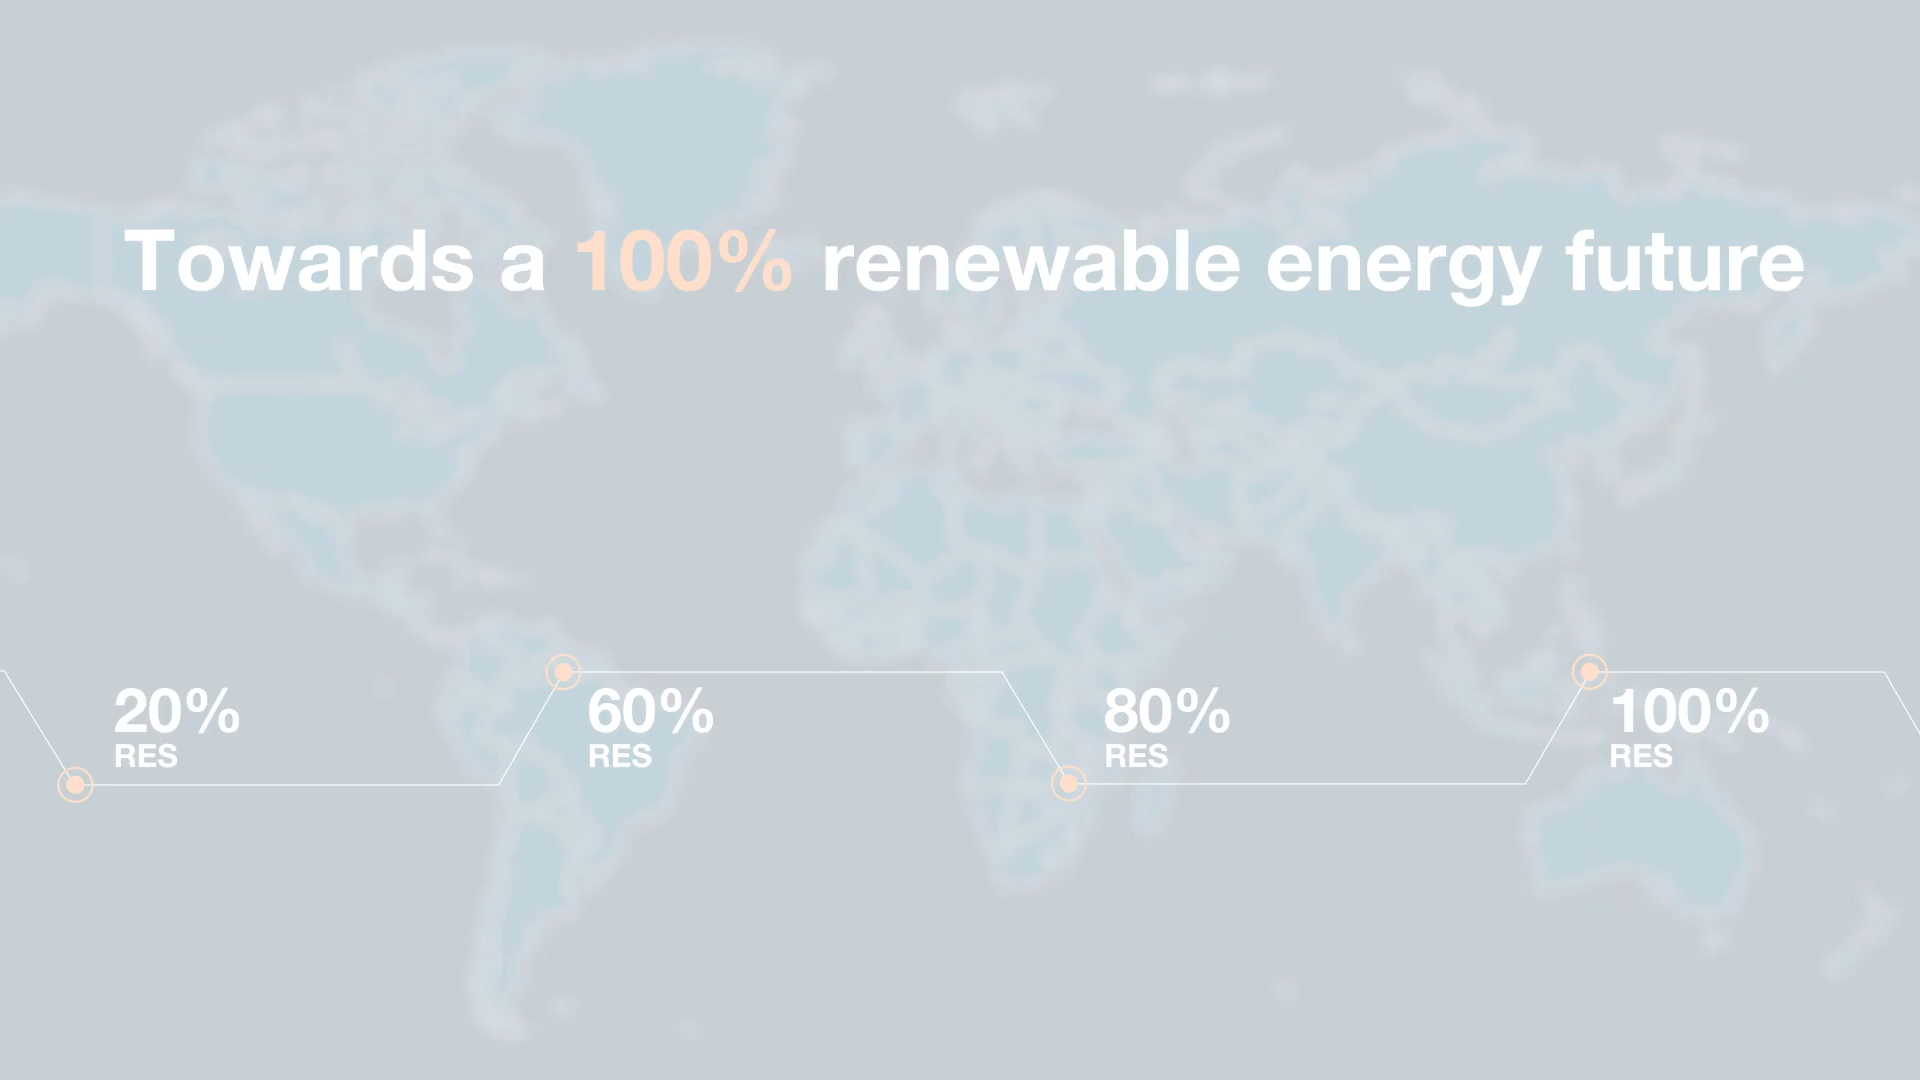 Towards a 100% renewable energy future
20%
RES
60%
RES
80%
RES
100%
RES